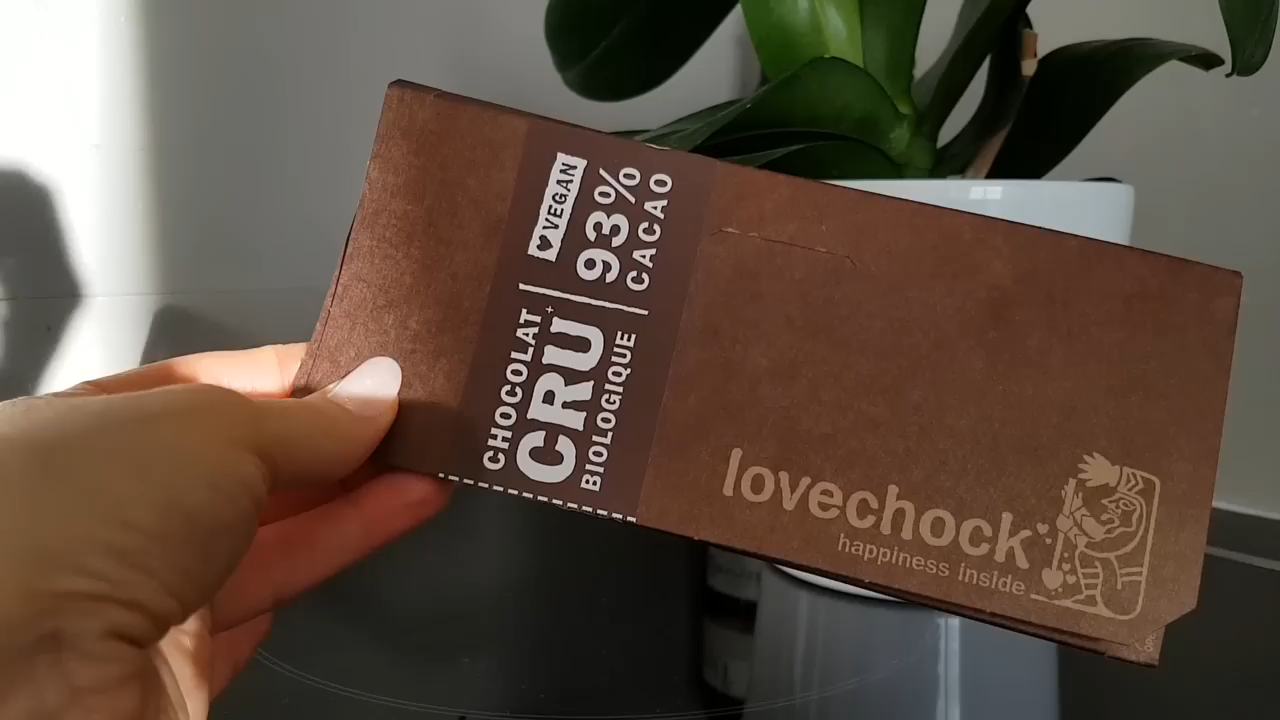 ♥VEGAN
93%
CACAO
CHOCOLAT
CRU+
BIOLOGIQUE
lovechock
happiness inside